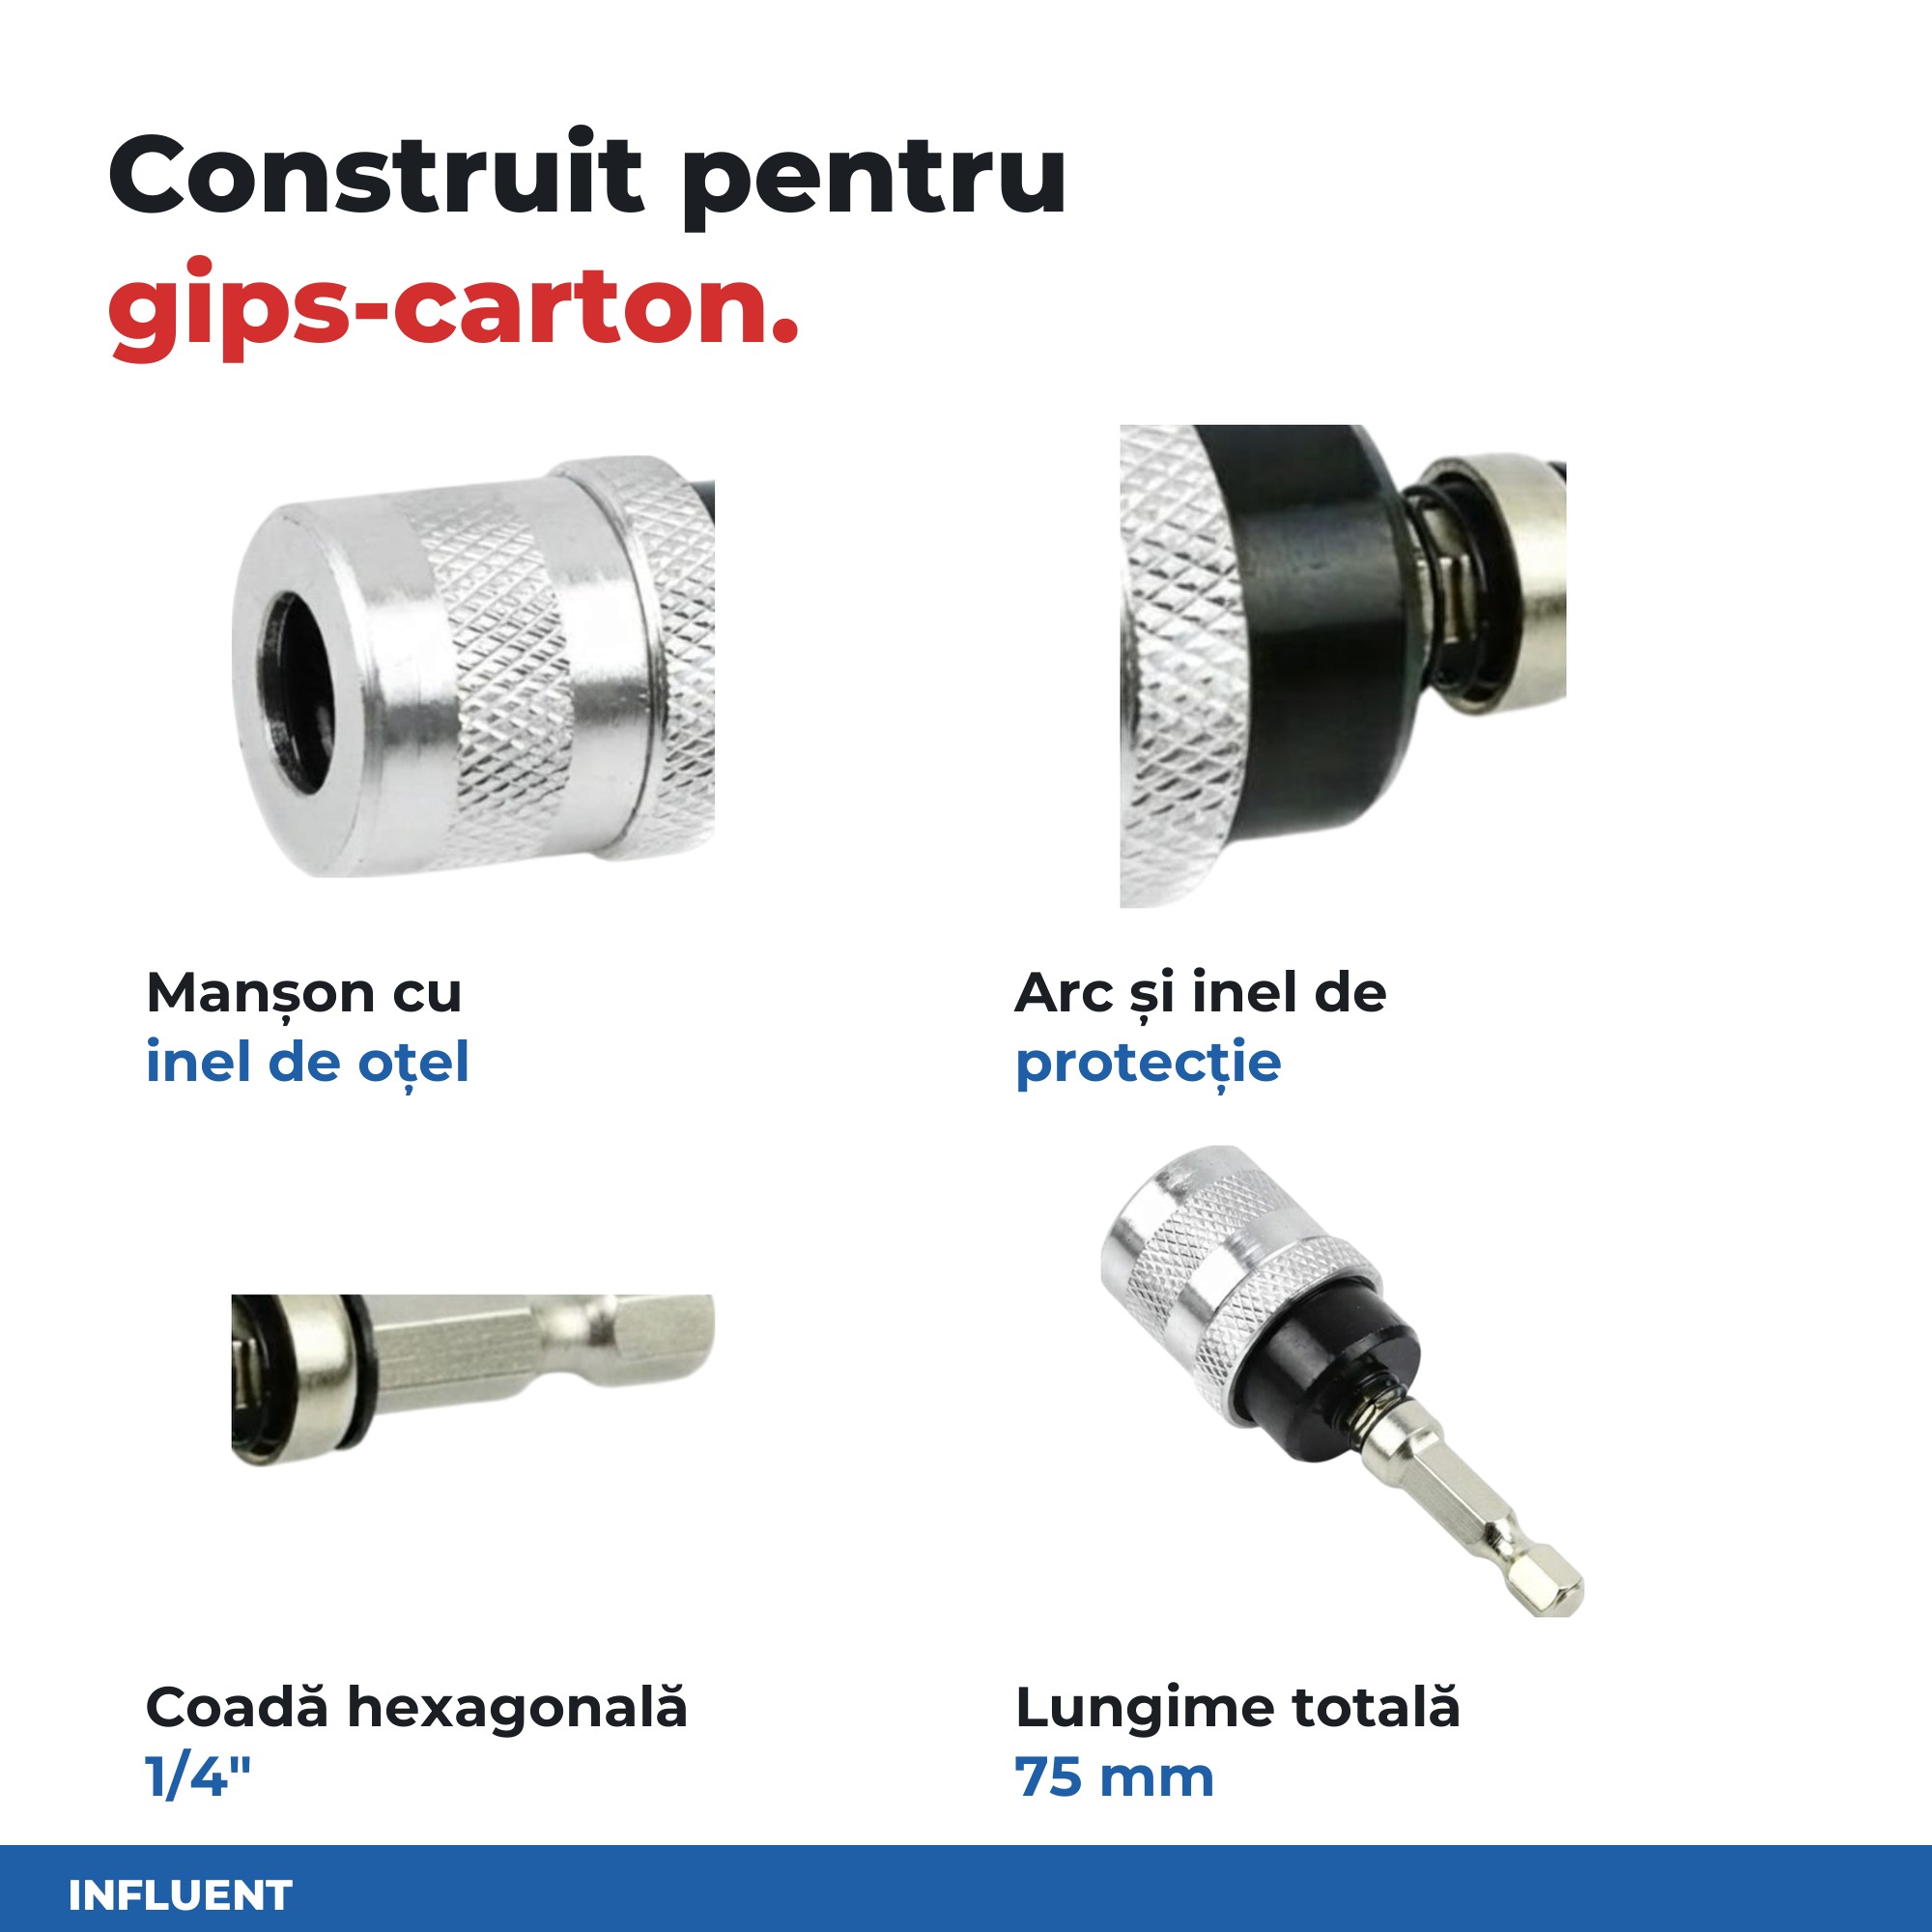 Construit pentru
gips-carton.
Manșon cu
inel de oțel
Arc și inel de
protecție
Coadă hexagonală
1/4"
Lungime totală
75 mm
INFLUENT